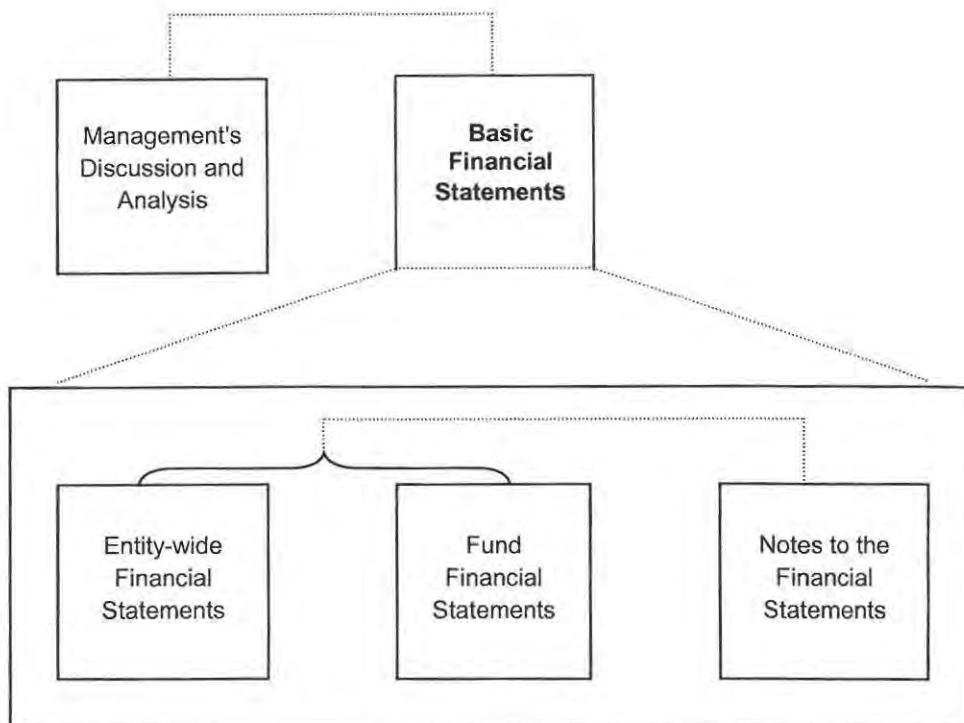 Management's
Discussion and
Analysis
Basic
Financial
Statements
Entity-wide
Financial
Statements
Fund
Financial
Statements
Notes to the
Financial
Statements